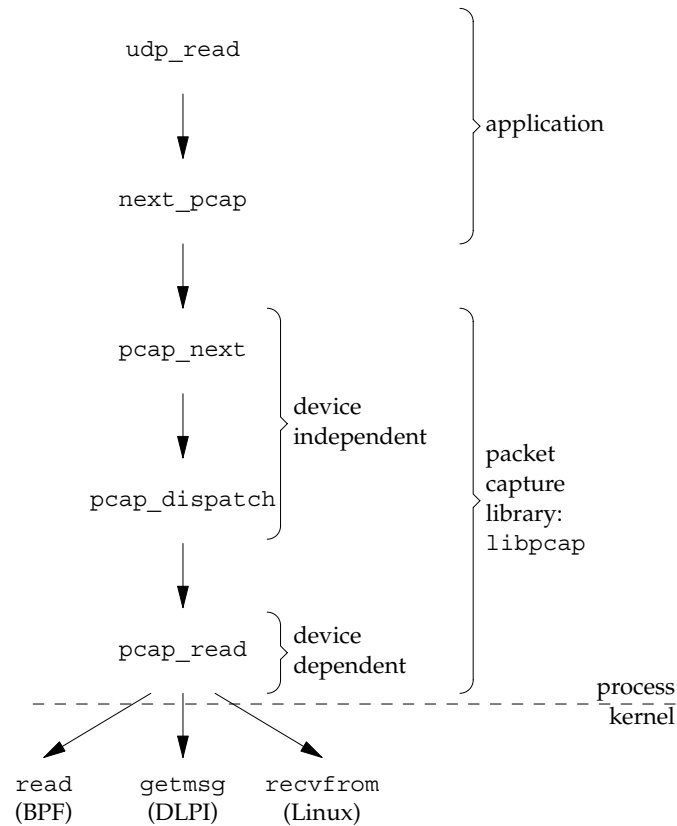 udp_read
application
next_pcap
pcap_next
device
independent
packet
capture
library:
libpcap
pcap_dispatch
pcap_read
device
dependent
process
kernel
read
(BPF)
getmsg
(DLPI)
recvfrom
(Linux)